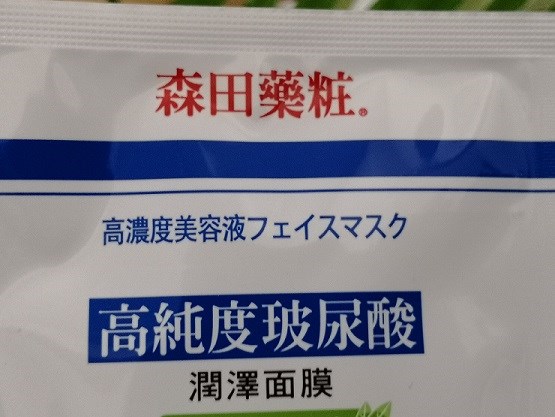 森田藥粧®
高濃度美容液フェイスマスク
高純度玻尿酸
潤澤面膜